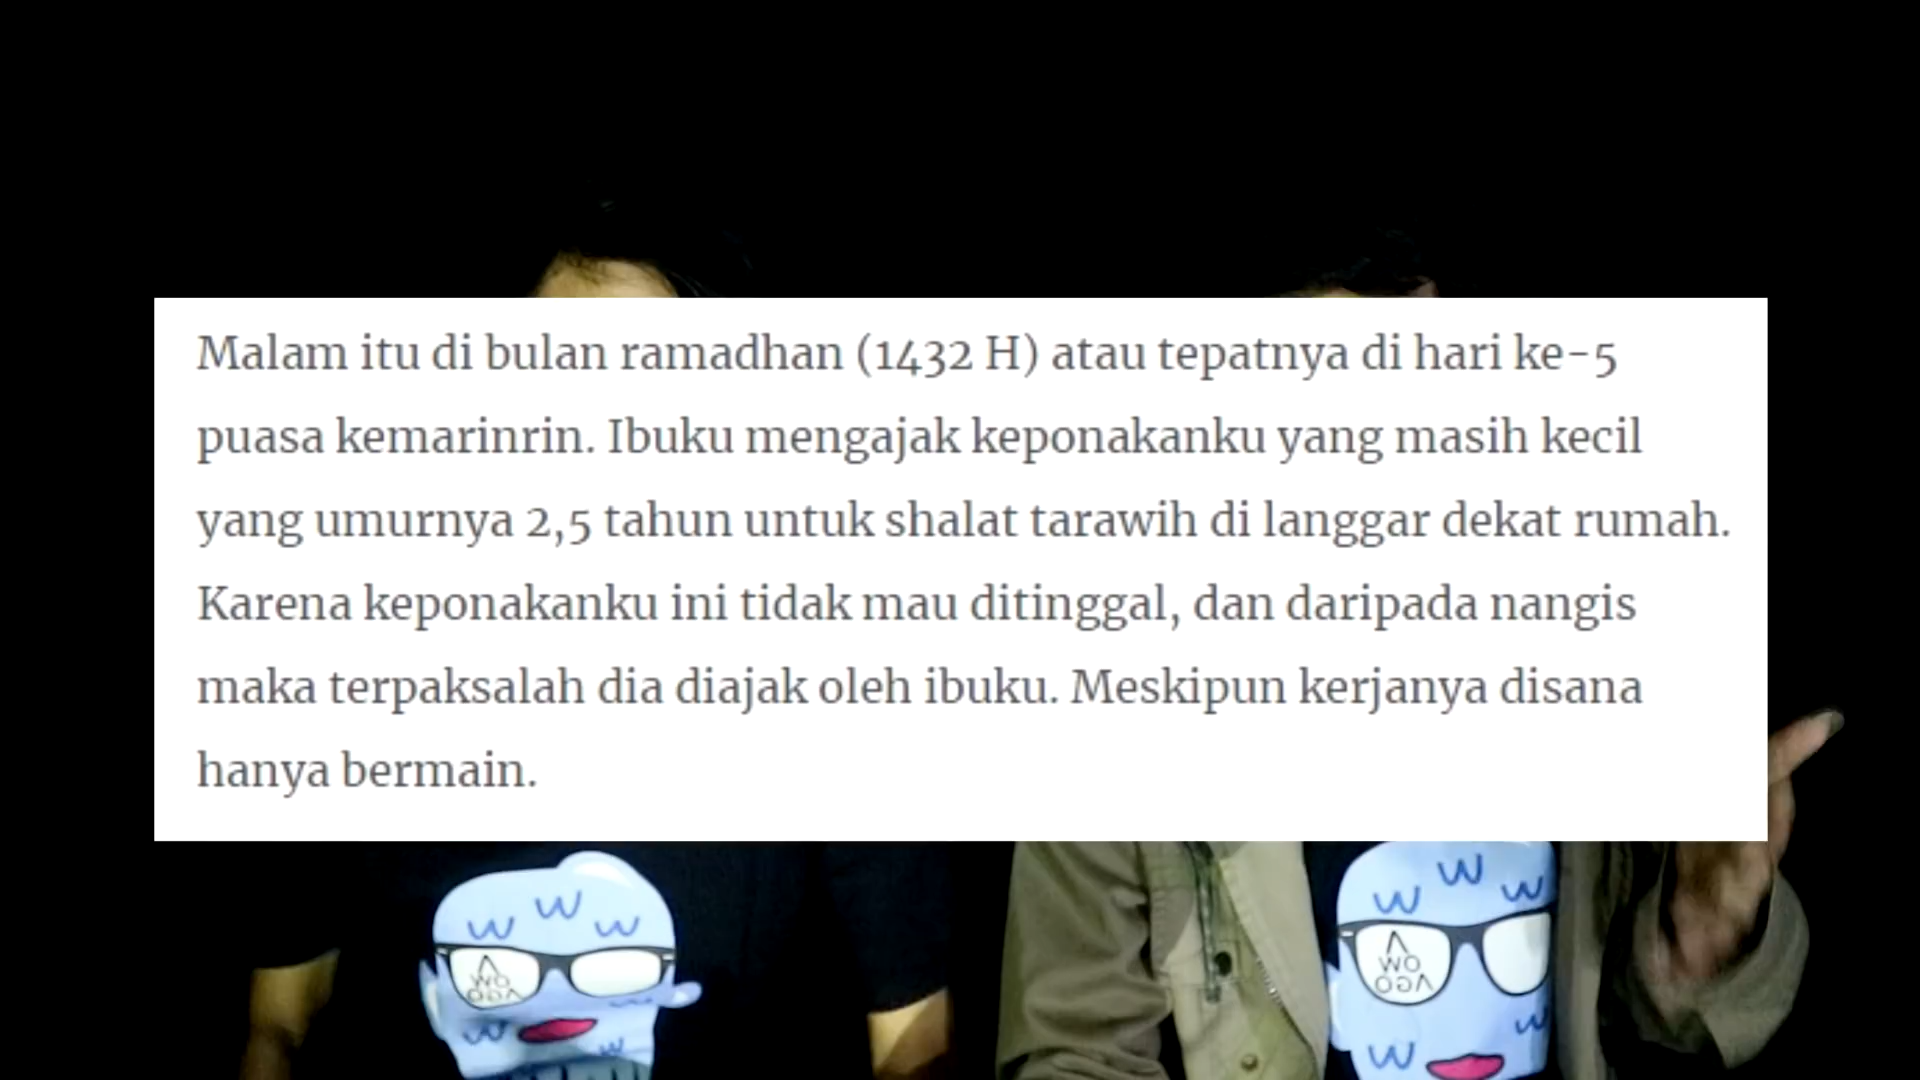 Malam itu di bulan ramadhan (1432 H) atau tepatnya di hari ke-5
puasa kemarinrin. Ibuku mengajak keponakanku yang masih kecil
yang umurnya 2,5 tahun untuk shalat tarawih di langgar dekat rumah.
Karena keponakanku ini tidak mau ditinggal, dan daripada nangis
maka terpaksalah dia diajak oleh ibuku. Meskipun kerjanya disana
hanya bermain.